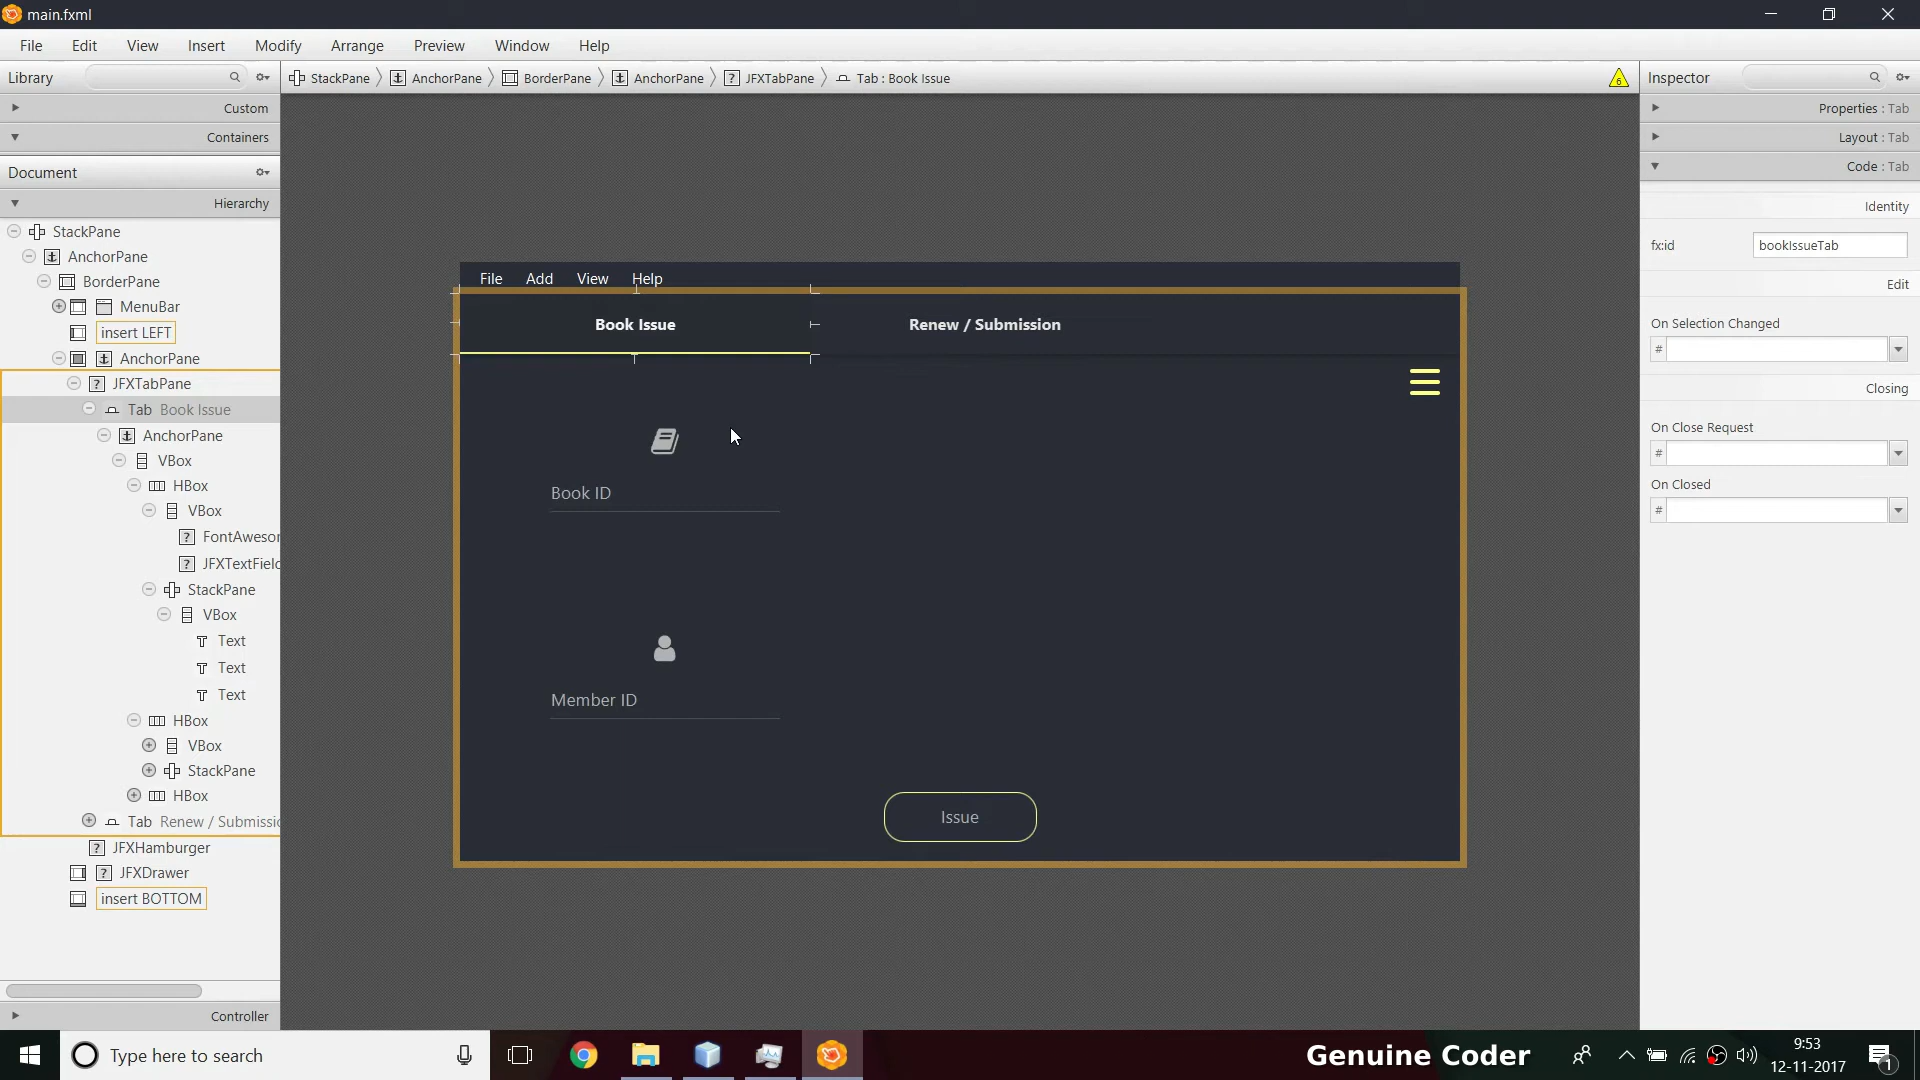 main.fxml
File Edit View Insert Modify Arrange Preview Window Help
Library
StackPane AnchorPane BorderPane AnchorPane ? JFXTabPane Tab : Book Issue
6
Inspector
Custom
Containers
Document
Hierarchy
StackPane
AnchorPane
BorderPane
MenuBar
insert LEFT
AnchorPane
? JFXTabPane
Tab Book Issue
AnchorPane
VBox
HBox
VBox
? FontAwesor
? JFXTextField
StackPane
VBox
T Text
T Text
T Text
HBox
VBox
StackPane
HBox
Tab Renew / Submissio
? JFXHamburger
? JFXDrawer
insert BOTTOM
Controller
File Add View Help
Book Issue Renew / Submission
Book ID
Member ID
Issue
Properties : Tab
Layout : Tab
Code : Tab
Identity
fx:id bookIssueTab
Edit
On Selection Changed
#
Closing
On Close Request
#
On Closed
#
Type here to search
Genuine Coder
9:53
12-11-2017
1